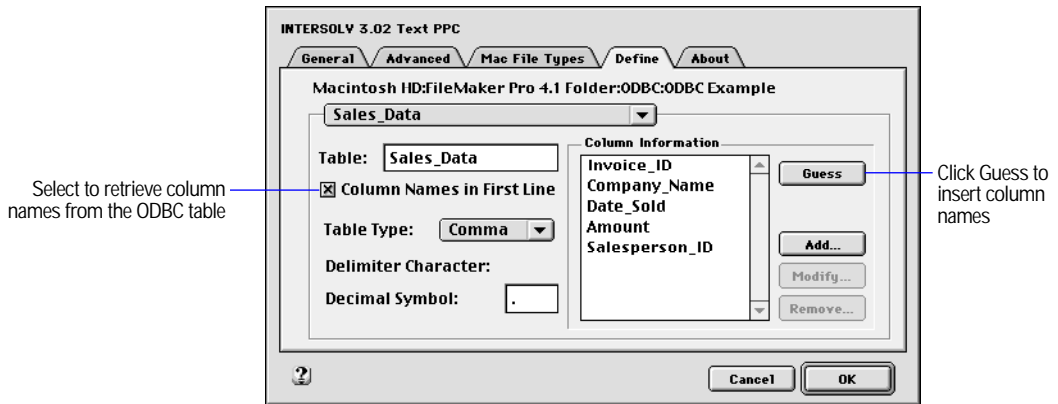 INTERSOLV 3.02 Text PPC
General Advanced Mac File Types Define About
Macintosh HD:FileMaker Pro 4.1 Folder:ODBC:ODBC Example
Sales_Data
Table: Sales_Data
Column Names in First Line
Table Type: Comma
Delimiter Character:
Decimal Symbol: .
Column Information
Invoice_ID
Company_Name
Date_Sold
Amount
Salesperson_ID
Guess
Add...
Modify...
Remove...
Cancel OK
Select to retrieve column
names from the ODBC table
Click Guess to
insert column
names